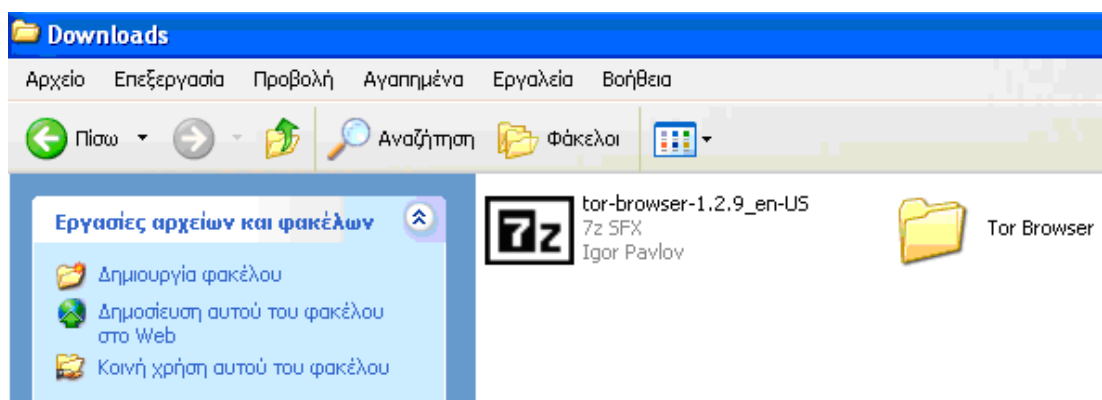 Downloads
Αρχείο Επεξεργασία Προβολή Αγαπημένα Εργαλεία Βοήθεια
Πίσω Αναζήτηση Φάκελοι
Εργασίες αρχείων και φακέλων
Δημιουργία φακέλου
Δημοσίευση αυτού του φακέλου
στο Web
Κοινή χρήση αυτού του φακέλου
7z
tor-browser-1.2.9_en-US
7z SFX
Igor Pavlov
Tor Browser